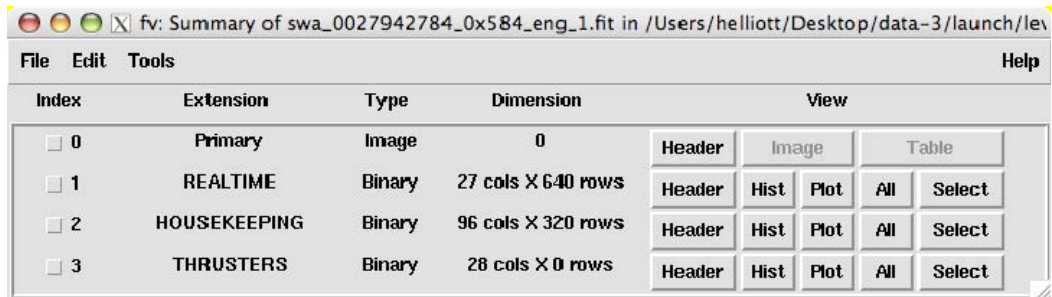 X fv: Summary of swa_0027942784_0x584_eng_1.fit in /Users/helliott/Desktop/data-3/launch/lev
File Edit Tools Help
Index Extension Type Dimension View
0 Primary Image 0 Header Image Table
1 REALTIME Binary 27 cols X 640 rows Header Hist Plot All Select
2 HOUSEKEEPING Binary 96 cols X 320 rows Header Hist Plot All Select
3 THRUSTERS Binary 28 cols X 0 rows Header Hist Plot All Select